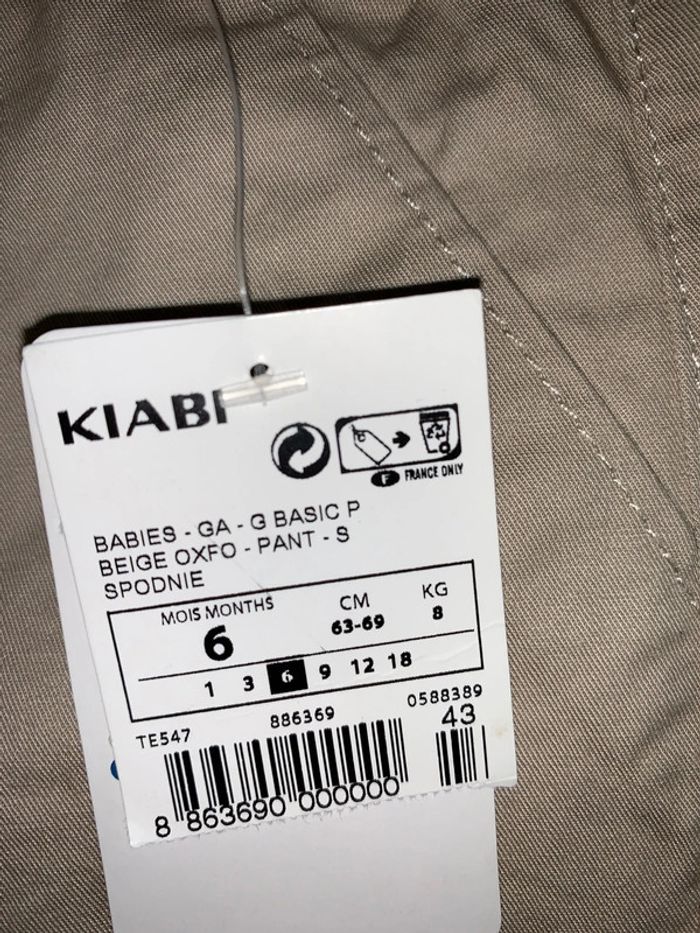 KIABI
F FRANCE ONLY
BABIES - GA - G BASIC P
BEIGE OXFO - PANT - S
SPODNIE
MOIS MONTHS CM KG
6 63-69 8
1 3 6 9 12 18
TE547 886369 0588389
43
8 863690 000000